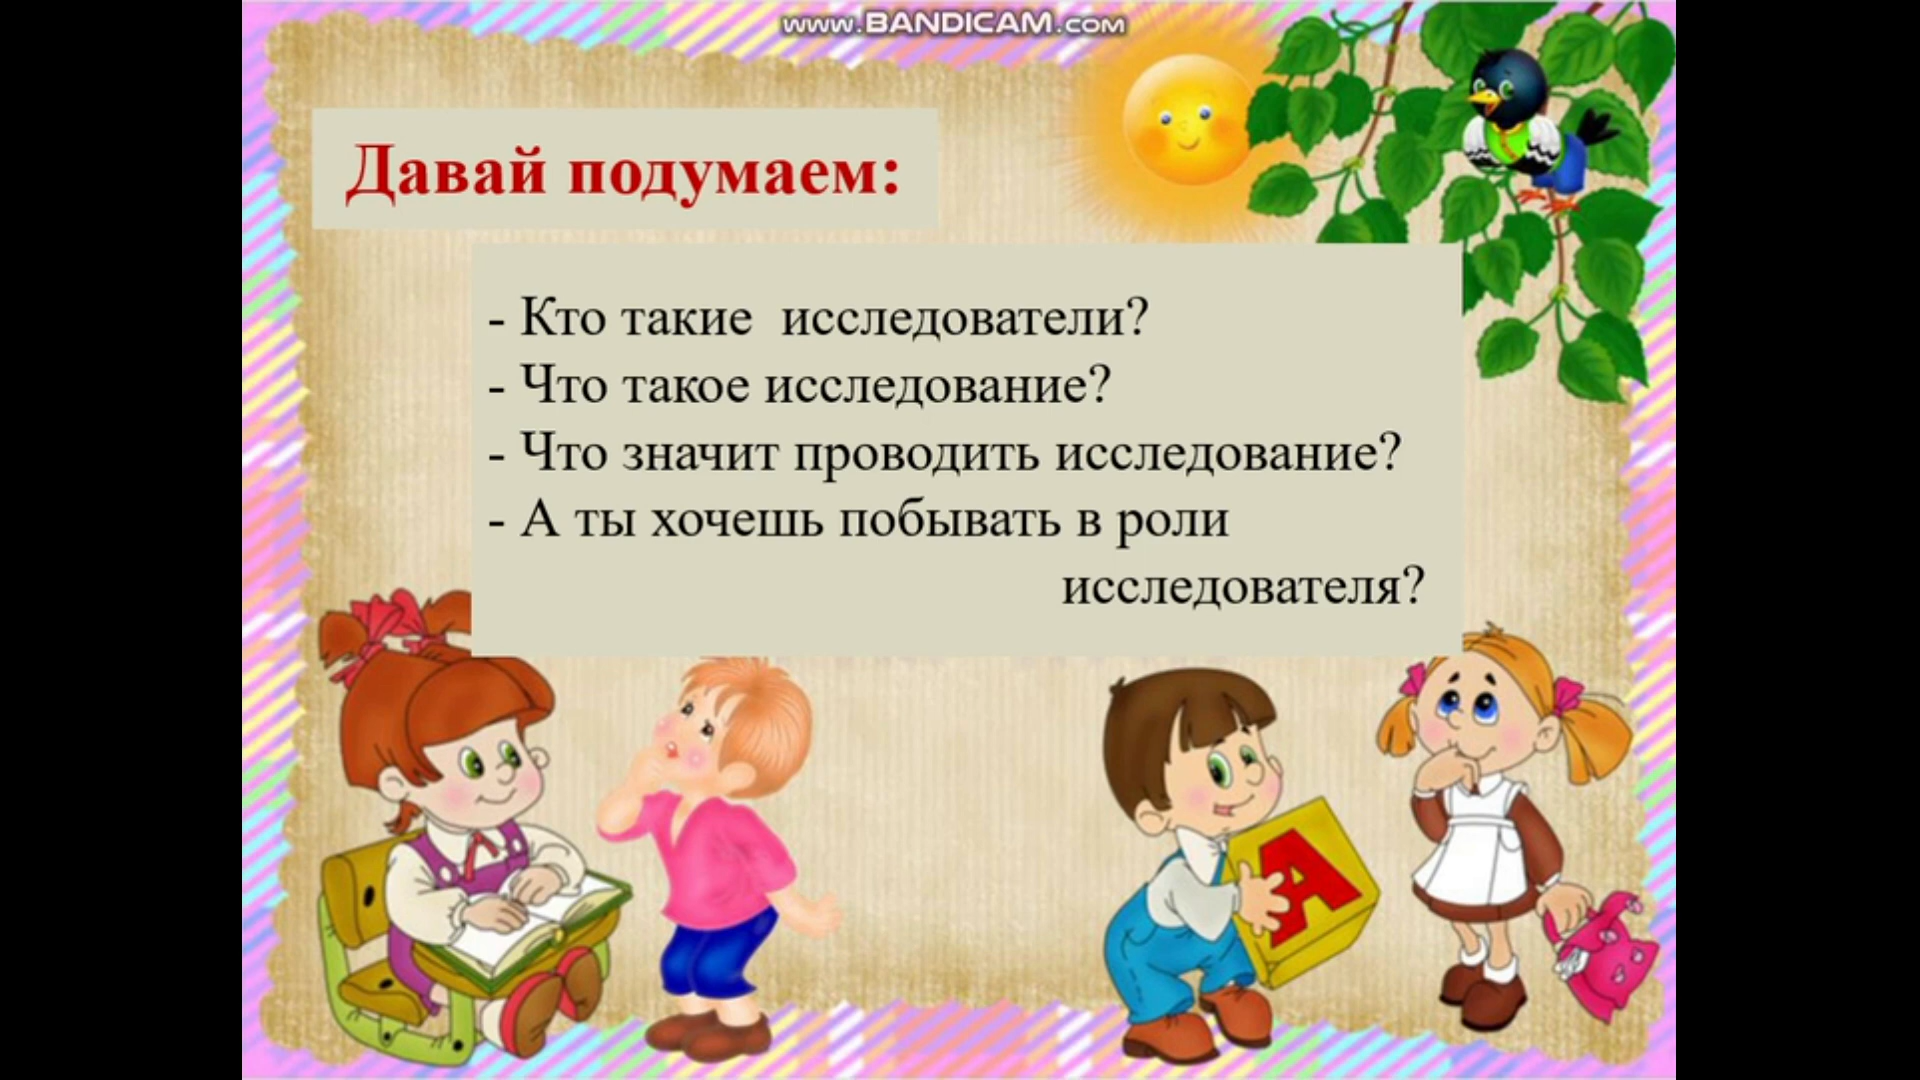 www.BANDICAM.com
Давай подумаем:
- Кто такие исследователи?
- Что такое исследование?
- Что значит проводить исследование?
- А ты хочешь побывать в роли
исследователя?
А